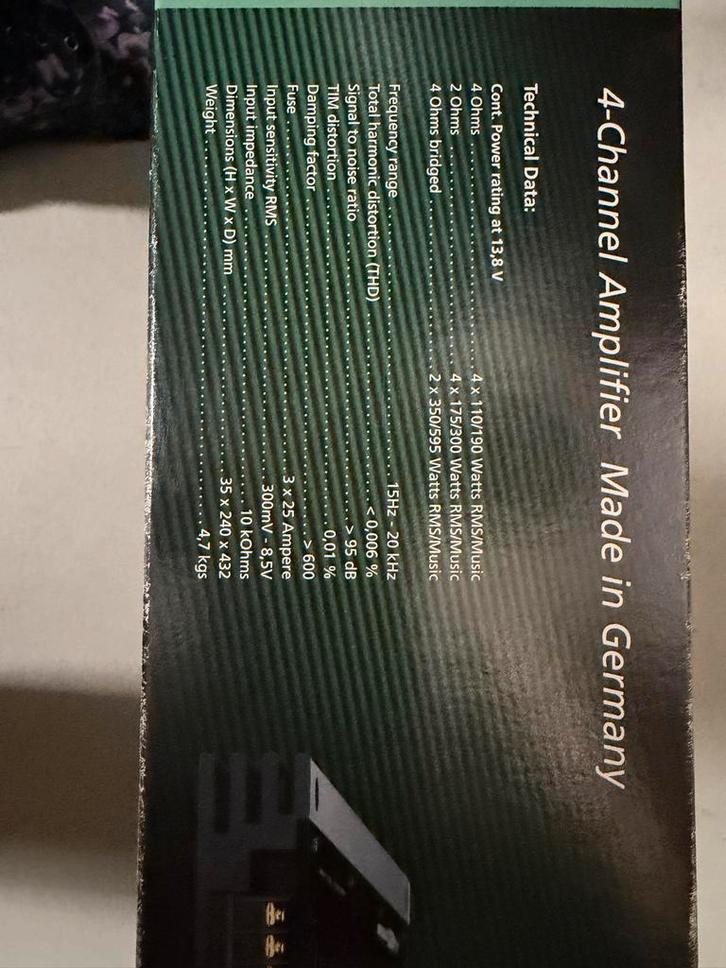 4-Channel Amplifier Made in Germany
Technical Data:
Cont. Power rating at 13,8 V
4 Ohms ........................................ 4 x 110/190 Watts RMS/Music
2 Ohms ........................................ 4 x 175/300 Watts RMS/Music
4 Ohms bridged ........................................ 2 x 350/595 Watts RMS/Music
Frequency range ........................................ 15Hz - 20 kHz
Total harmonic distortion (THD) ........................................ < 0,006 %
Signal to noise ratio ........................................ > 95 dB
TIM distortion ........................................ 0,01 %
Damping factor ........................................ > 600
Fuse ........................................ 3 x 25 Ampere
Input sensitivity RMS ........................................ 300mV - 8,5V
Input impedance ........................................ 10 kOhms
Dimensions (H x W x D) mm ........................................ 35 x 240 x 432
Weight ........................................ 4,7 kgs